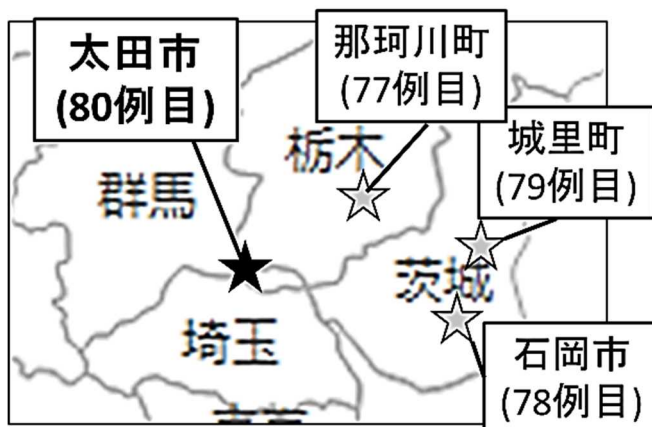 太田市
(80例目)
那珂川町
(77例目)
城里町
(79例目)
栃木
群馬
茨城
埼玉
石岡市
(78例目)